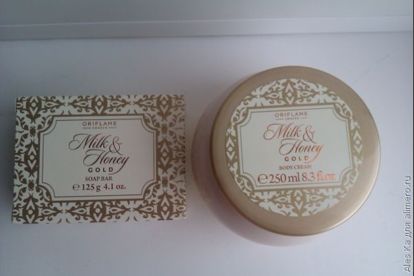 ORIFLAME
Milk &
Honey
GOLD
SOAP BAR
℮ 125 g 4.1 oz.
ORIFLAME
Milk &
Honey
GOLD
BODY CREAM
℮ 250 ml 8.3 fl.oz.